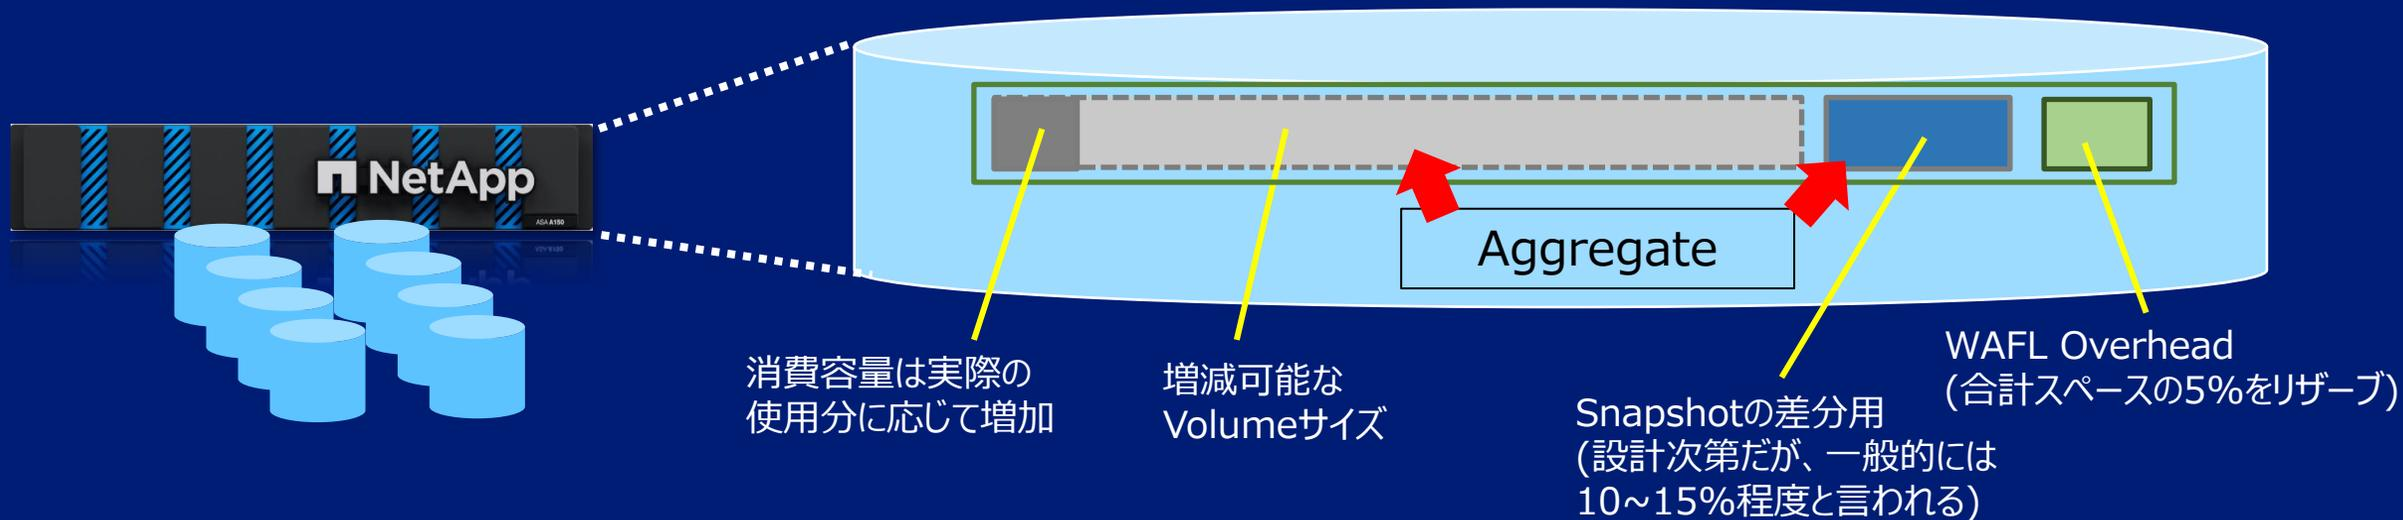 NetApp
ASA A150
Aggregate
消費容量は実際の
使用分に応じて増加
増減可能な
Volumeサイズ
Snapshotの差分用
(設計次第だが、一般的には
10~15%程度と言われる)
WAFL Overhead
(合計スペースの5%をリザーブ)